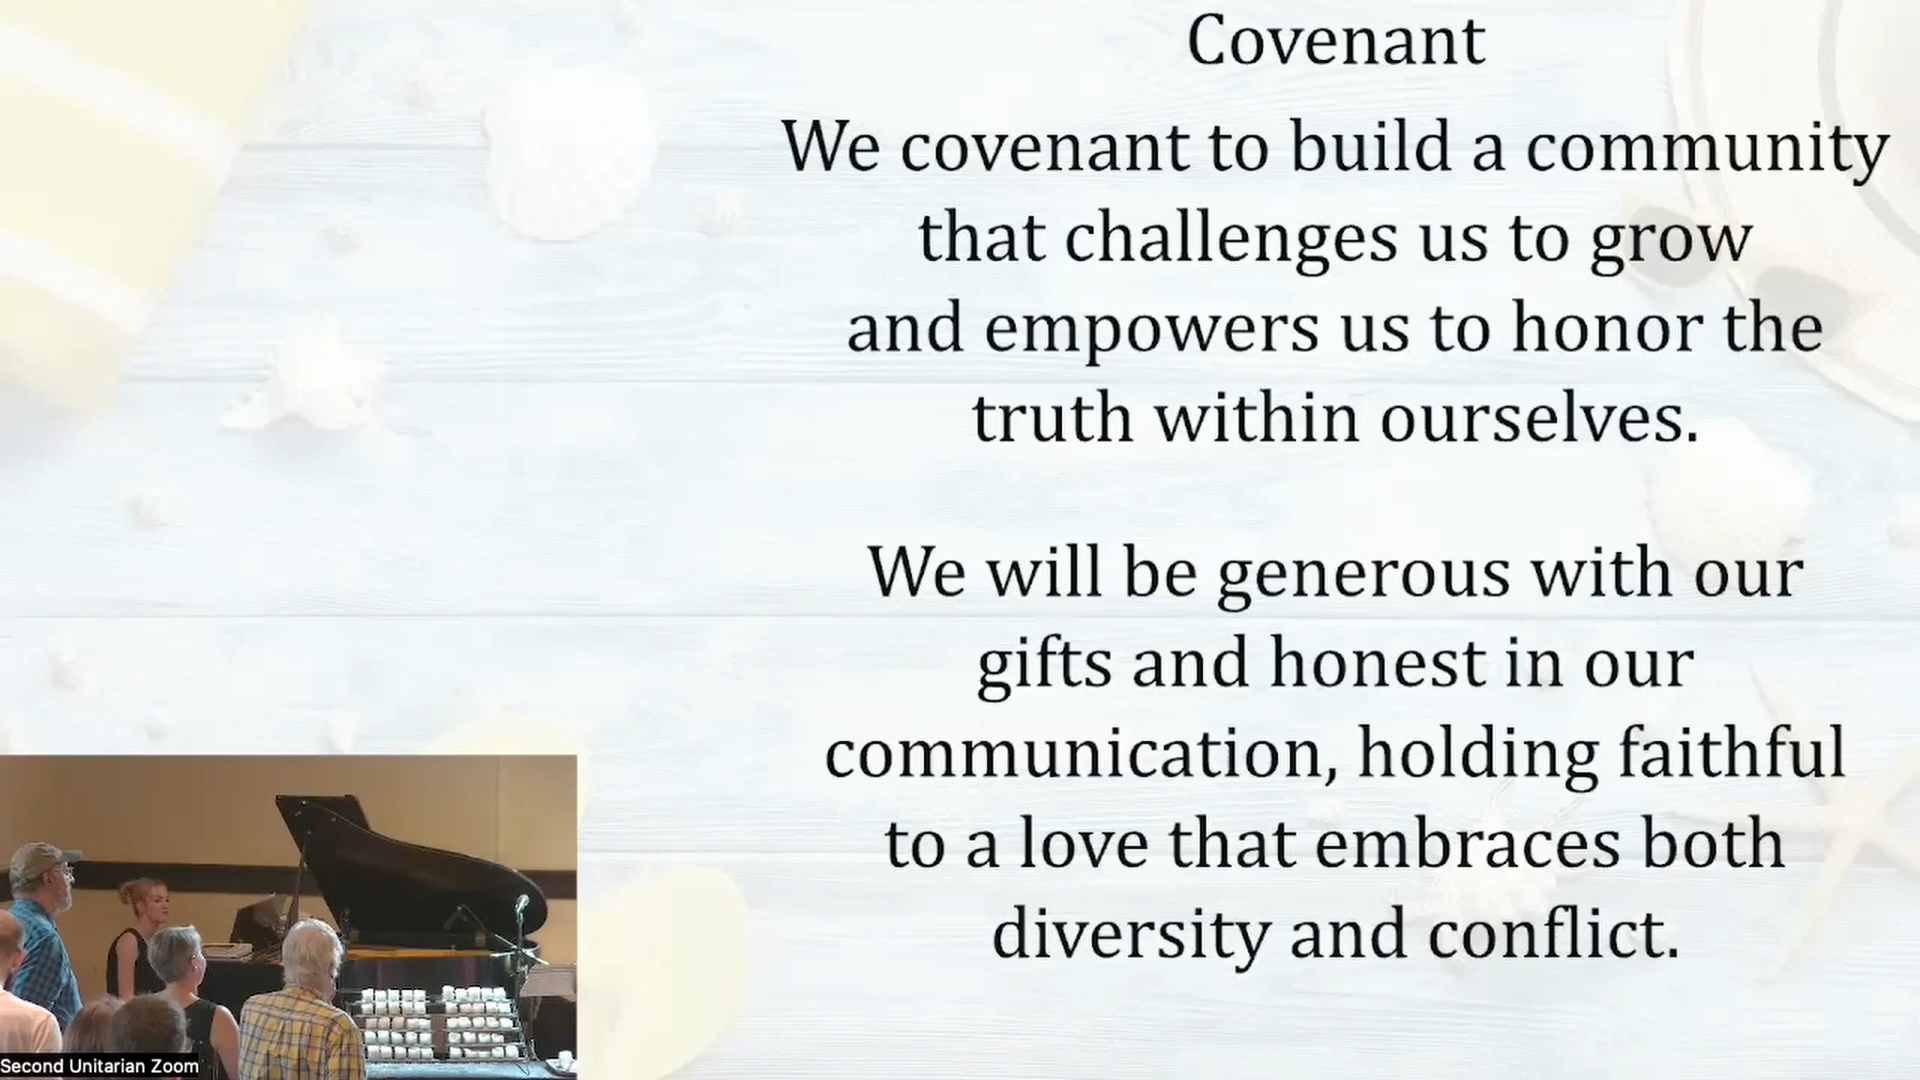 Covenant
We covenant to build a community
that challenges us to grow
and empowers us to honor the
truth within ourselves.
We will be generous with our
gifts and honest in our
communication, holding faithful
to a love that embraces both
diversity and conflict.
Second Unitarian Zoom